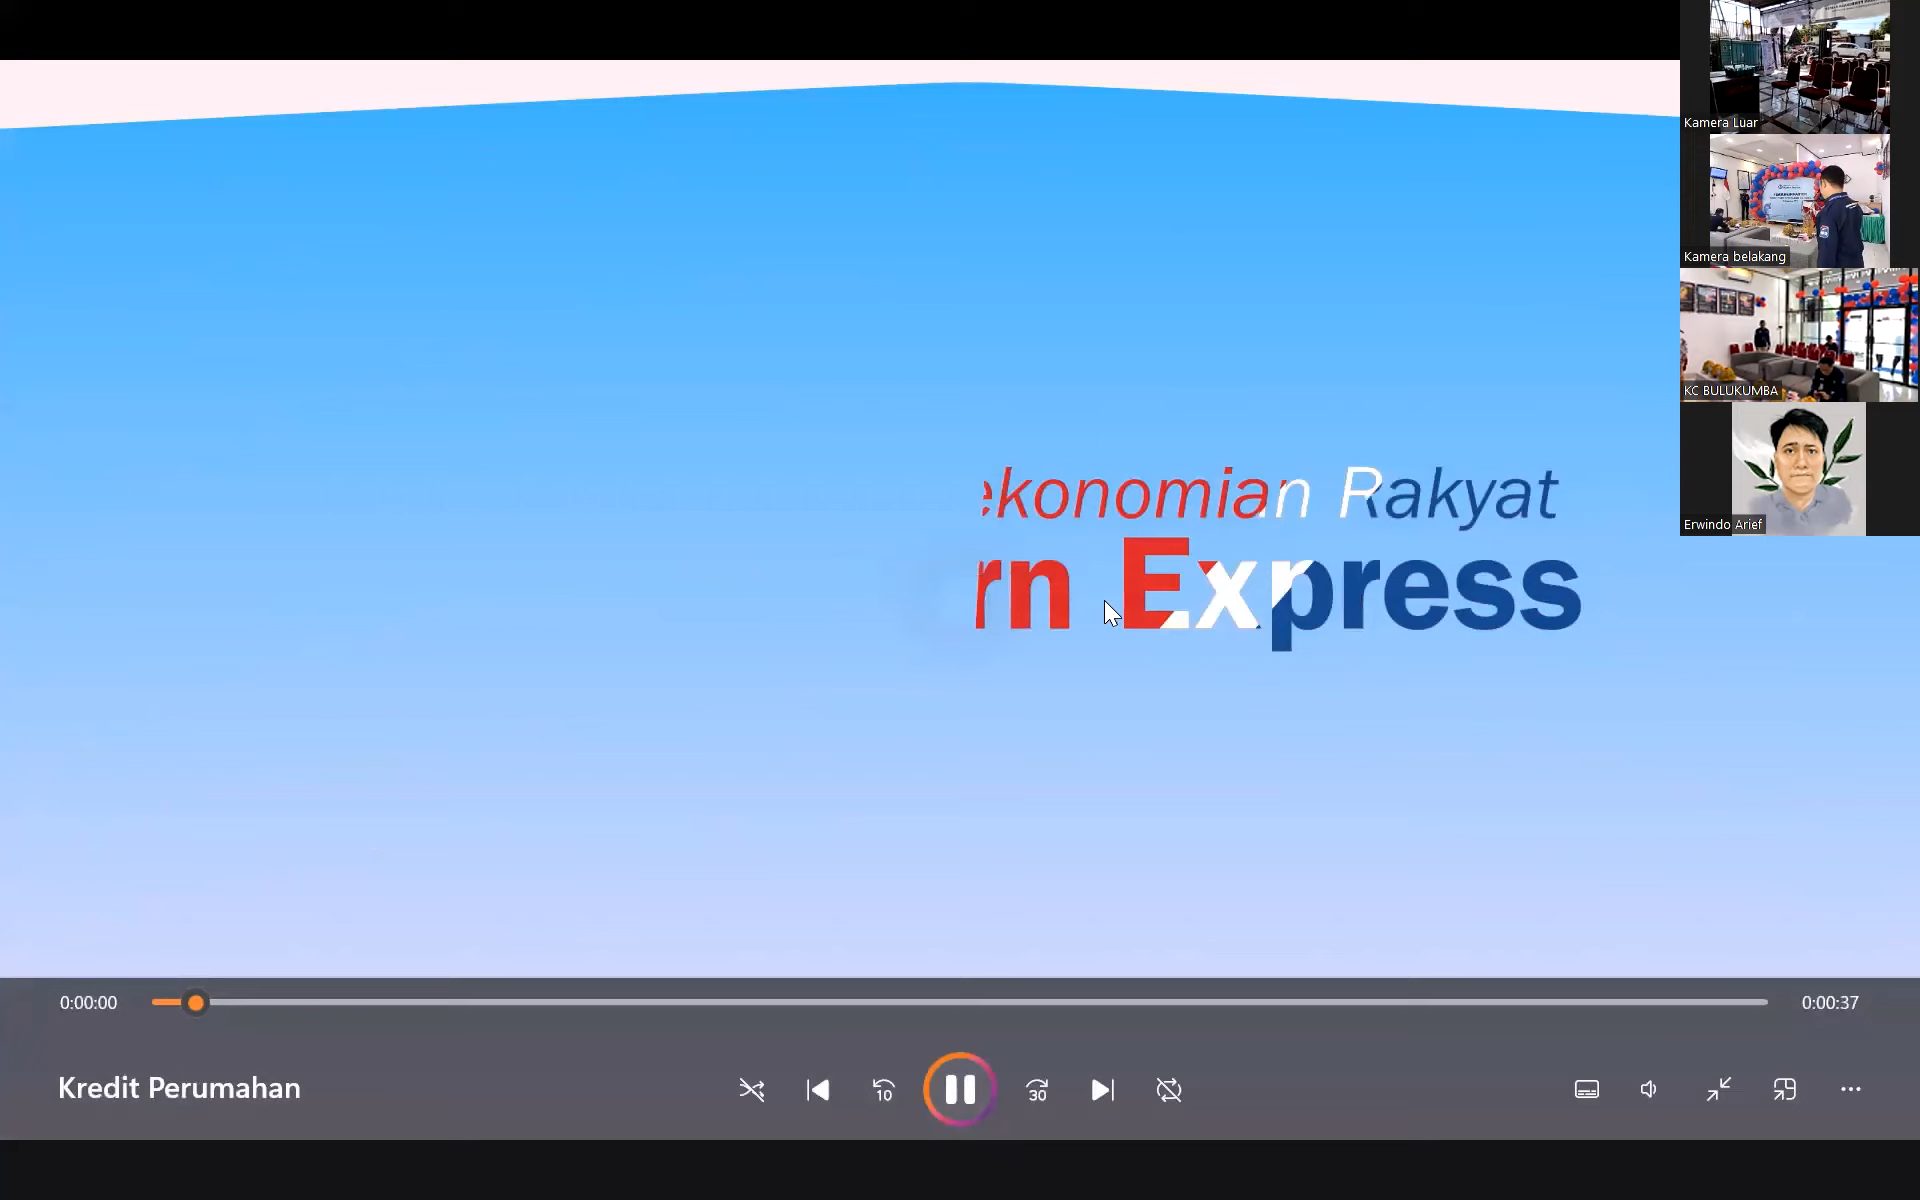 Kamera Luar
Kamera belakang
KC BULUKUMBA
Erwindo Arief
ekonomian Rakyat
rn Express
0:00:00
0:00:37
Kredit Perumahan
10
30